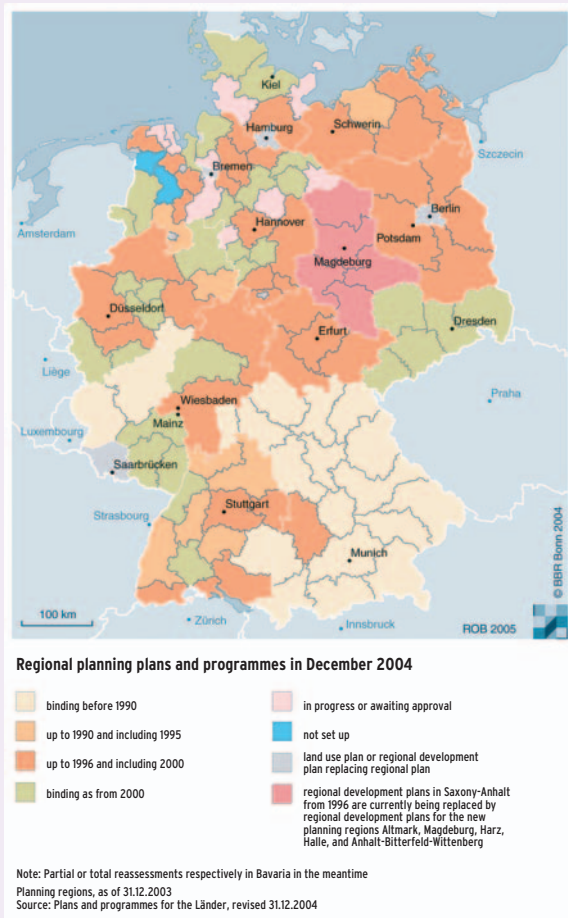 Kiel
Hamburg
Schwerin
Szczecin
Bremen
Berlin
Hannover
Amsterdam
Potsdam
Magdeburg
Düsseldorf
Dresden
Erfurt
Liège
Praha
Wiesbaden
Luxembourg
Mainz
Saarbrücken
Stuttgart
Strasbourg
Munich
© BBR Bonn 2004
100 km
Zürich
Innsbruck
ROB 2005
Regional planning plans and programmes in December 2004
binding before 1990
up to 1990 and including 1995
up to 1996 and including 2000
binding as from 2000
in progress or awaiting approval
not set up
land use plan or regional development
plan replacing regional plan
regional development plans in Saxony-Anhalt
from 1996 are currently being replaced by
regional development plans for the new
planning regions Altmark, Magdeburg, Harz,
Halle, and Anhalt-Bitterfeld-Wittenberg
Note: Partial or total reassessments respectively in Bavaria in the meantime
Planning regions, as of 31.12.2003
Source: Plans and programmes for the Länder, revised 31.12.2004